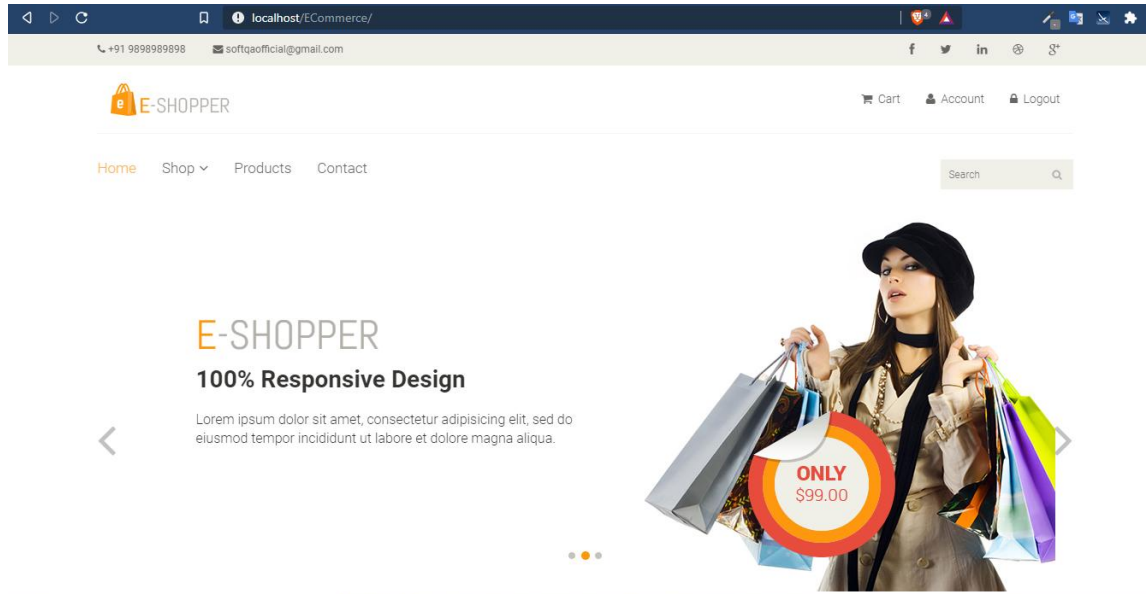 localhost/ECommerce/
4
+91 9898989898 softqaofficial@gmail.com
f in g+
e E-SHOPPER
Cart Account Logout
Home Shop Products Contact
Search
E-SHOPPER
100% Responsive Design
Lorem ipsum dolor sit amet, consectetur adipisicing elit, sed do
eiusmod tempor incididunt ut labore et dolore magna aliqua.
ONLY
$99.00